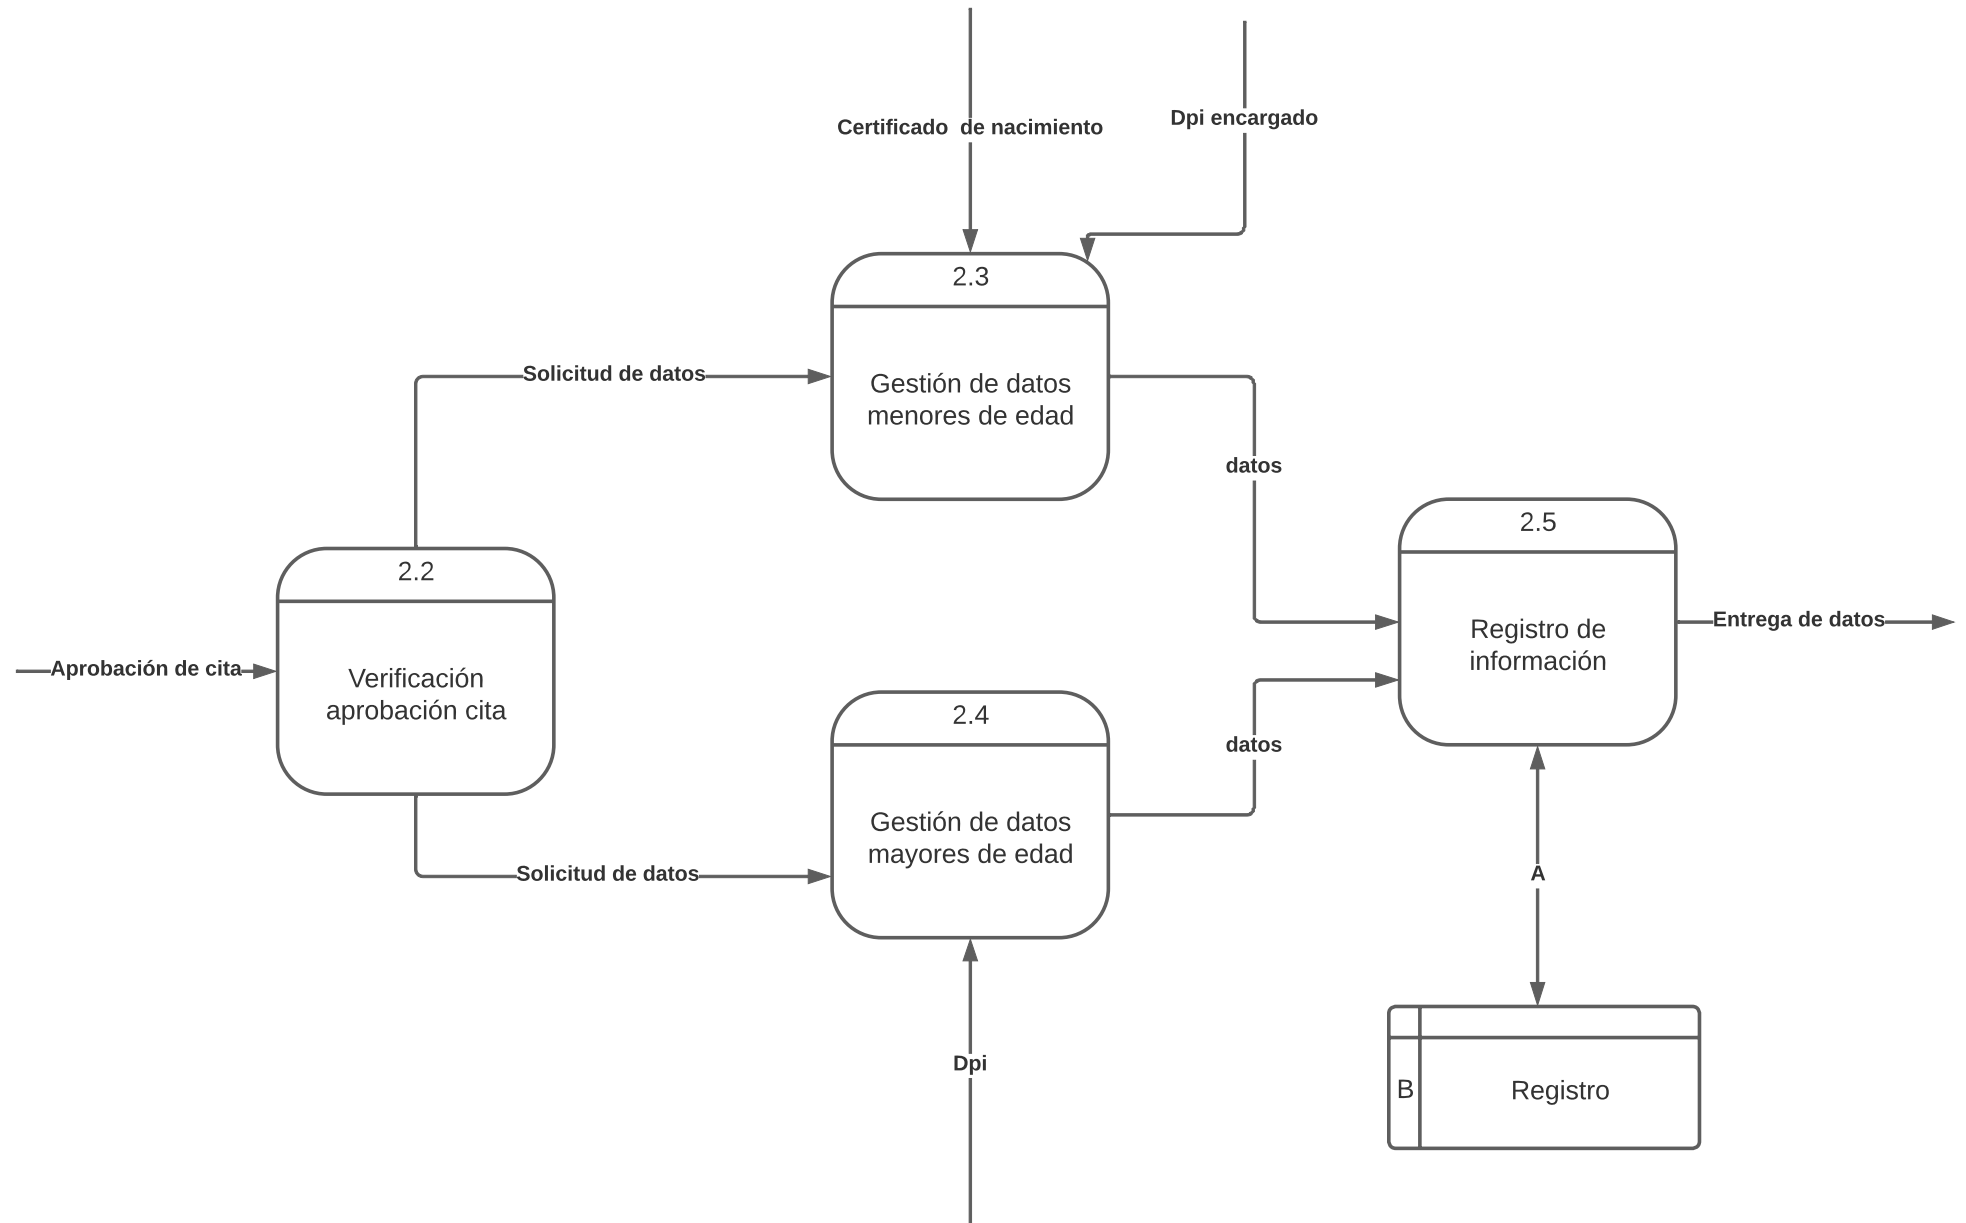 Certificado  de nacimiento
Dpi encargado
2.3
Gestión de datos
menores de edad
Solicitud de datos
datos
2.2
Verificación
aprobación cita
Aprobación de cita
2.5
Registro de
información
Entrega de datos
2.4
Gestión de datos
mayores de edad
datos
Solicitud de datos
A
Dpi
B
Registro